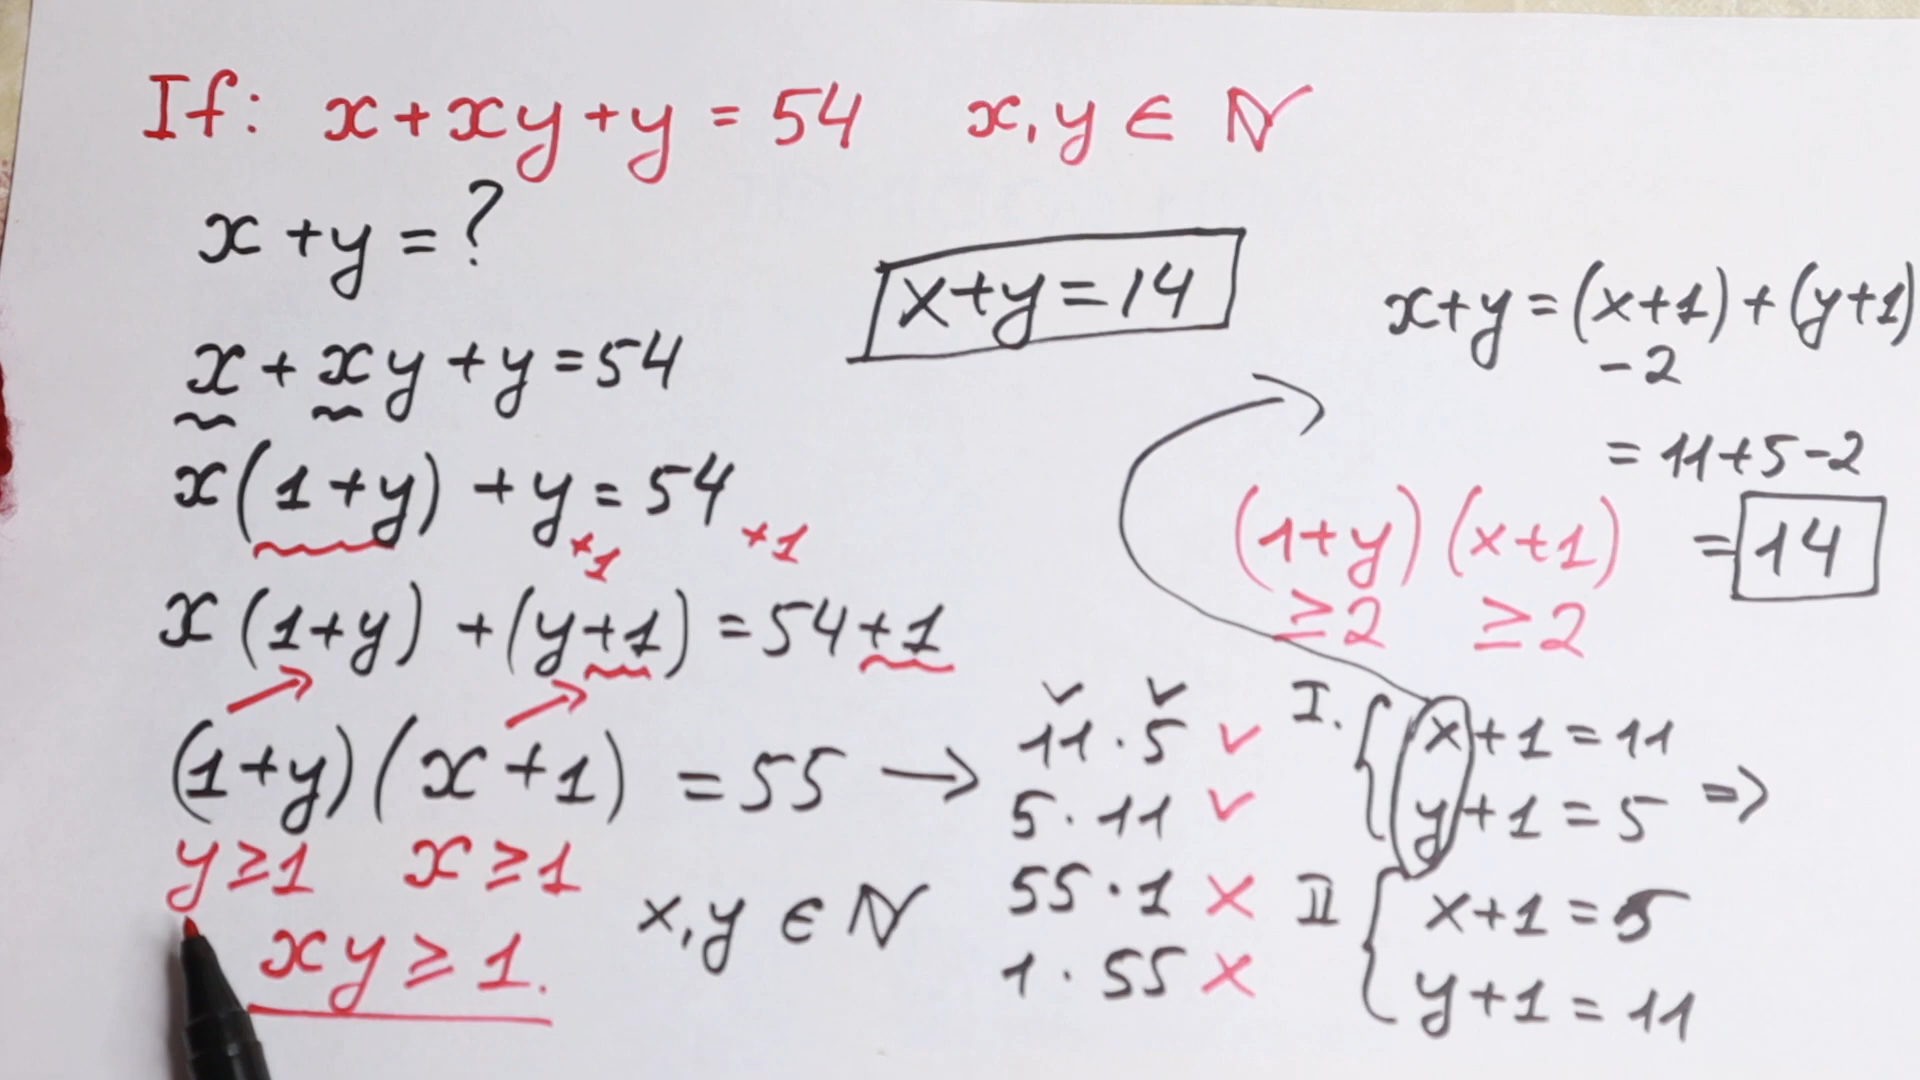 If: x + xy + y = 54 x, y ∈ ℕ
x + y = ?
x + xy + y = 54
x(1+y) + y = 54
+1 +1
x(1+y) + (y+1) = 54+1
(1+y)(x+1) = 55 →
y ≥ 1 x ≥ 1
xy ≥ 1.
x, y ∈ ℕ
11 · 5 ✓
5 · 11 ✓
55 · 1 ✗
1 · 55 ✗
(1+y)(x+1)
≥2 ≥2
I. { x+1 = 11
y+1 = 5 ⇒
II { x+1 = 5
y+1 = 11
x+y = (x+1) + (y+1)
-2
= 11+5-2
= 14
x+y = 14